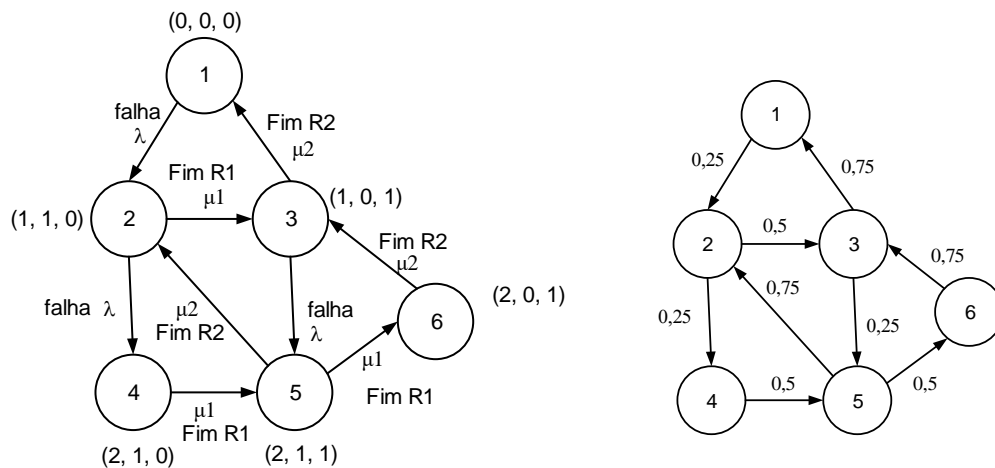 (0, 0, 0)
1
falha
λ
Fim R2
μ2
Fim R1
μ1
(1, 1, 0)
2
3
(1, 0, 1)
Fim R2
μ2
falha λ
μ2
Fim R2
falha
λ
6
(2, 0, 1)
μ1
4
5
Fim R1
μ1
Fim R1
(2, 1, 0)
(2, 1, 1)
1
0,25
0,75
2
0,5
3
0,75
0,25
0,75
0,25
6
0,5
0,5
4
5